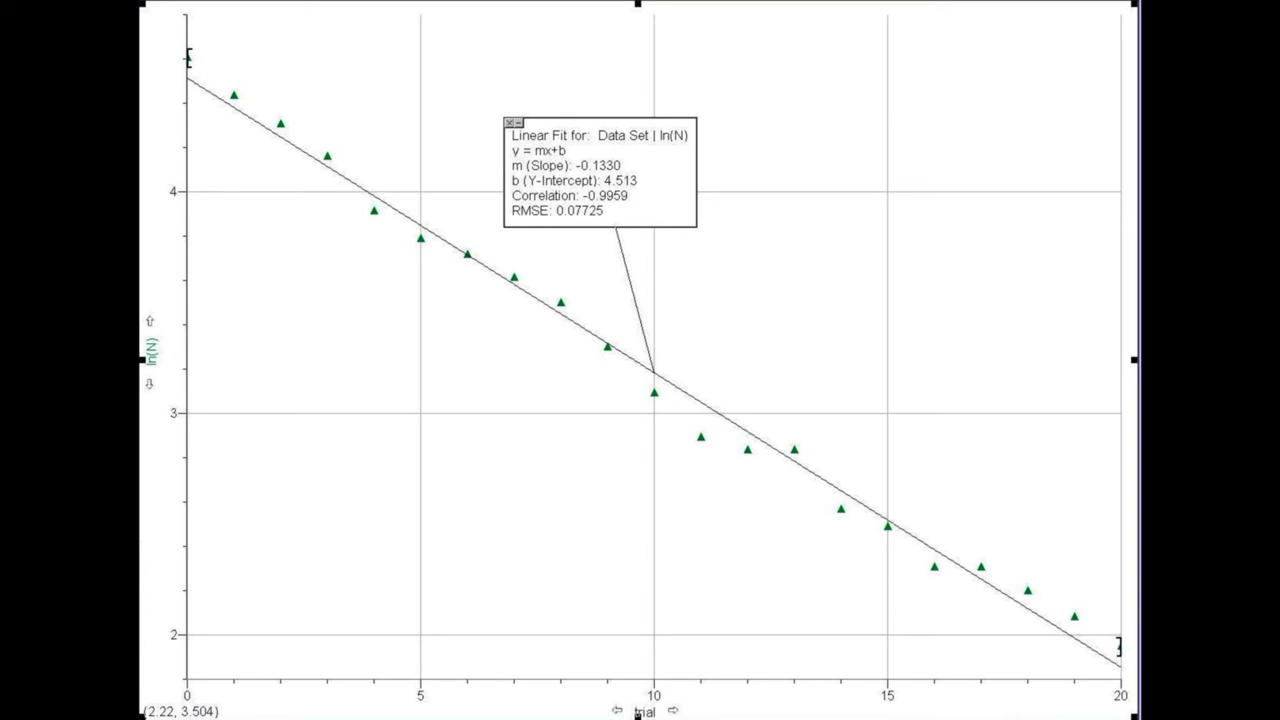 Linear Fit for: Data Set | ln(N)
y = mx+b
m (Slope): -0.1330
b (Y-Intercept): 4.513
Correlation: -0.9959
RMSE: 0.07725
4
ln(N)
3
2
0 5 10 15 20
(2.22, 3.504)
trial